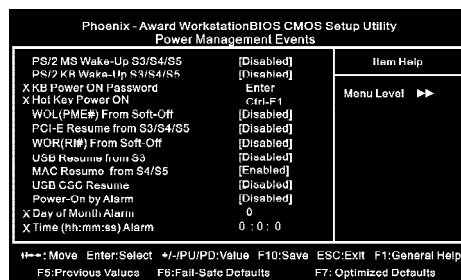 Phoenix - Award WorkstationBIOS CMOS Setup Utility
Power Management Events
PS/2 MS Wake-Up S3/S4/S5 [Disabled]
PS/2 KB Wake-Up S3/S4/S5 [Disabled]
X KB Power ON Password Enter
X Hot Key Power ON Ctrl-F1
WOL(PME#) From Soft-Off [Disabled]
PCI-E Resume from S3/S4/S5 [Disabled]
WOR(RI#) From Soft-Off [Disabled]
USB Resume from S3 [Disabled]
MAC Resume from S4/S5 [Enabled]
USB CSC Resume [Disabled]
Power-On by Alarm [Disabled]
X Day of Month Alarm 0
X Time (hh:mm:ss) Alarm 0 : 0 : 0
Item Help
Menu Level ►►
↑↓←→: Move Enter:Select +/-/PU/PD:Value F10:Save ESC:Exit F1:General Help
F5:Previous Values F6:Fail-Safe Defaults F7: Optimized Defaults